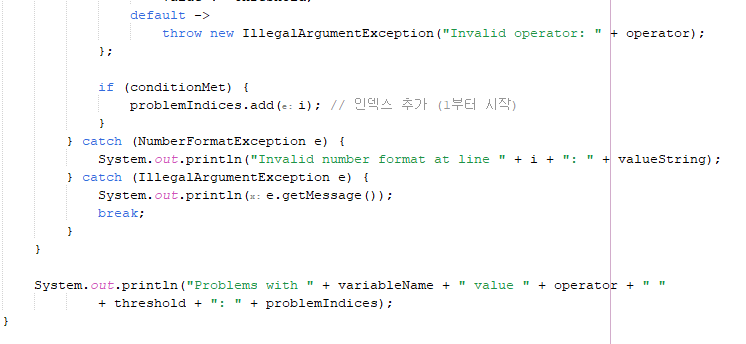 default ->
throw new IllegalArgumentException("Invalid operator: " + operator);
};
if (conditionMet) {
problemIndices.add(e: i); // 인덱스 추가 (1부터 시작)
}
} catch (NumberFormatException e) {
System.out.println("Invalid number format at line " + i + ": " + valueString);
} catch (IllegalArgumentException e) {
System.out.println(x: e.getMessage());
break;
}
}
System.out.println("Problems with " + variableName + " value " + operator + " "
+ threshold + ": " + problemIndices);
}